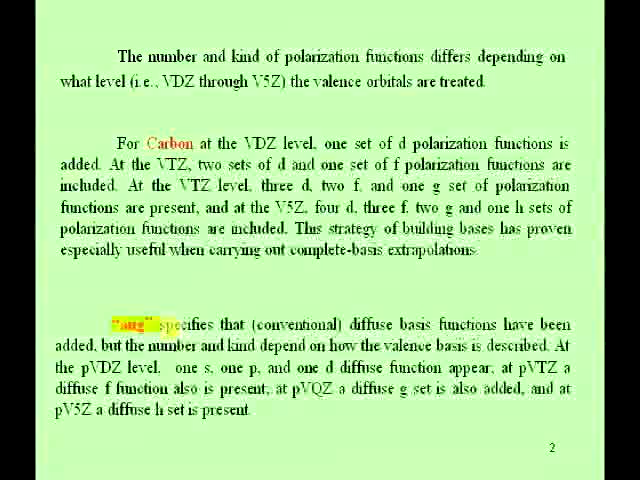 The number and kind of polarization functions differs depending on
what level (i.e., VDZ through V5Z) the valence orbitals are treated.
For Carbon at the VDZ level, one set of d polarization functions is
added. At the VTZ, two sets of d and one set of f polarization functions are
included. At the VTZ level, three d, two f, and one g set of polarization
functions are present, and at the V5Z, four d, three f, two g and one h sets of
polarization functions are included. This strategy of building bases has proven
especially useful when carrying out complete-basis extrapolations.
“aug” specifies that (conventional) diffuse basis functions have been
added, but the number and kind depend on how the valence basis is described. At
the pVDZ level, one s, one p, and one d diffuse function appear; at pVTZ a
diffuse f function also is present; at pVQZ a diffuse g set is also added, and at
pV5Z a diffuse h set is present.
2